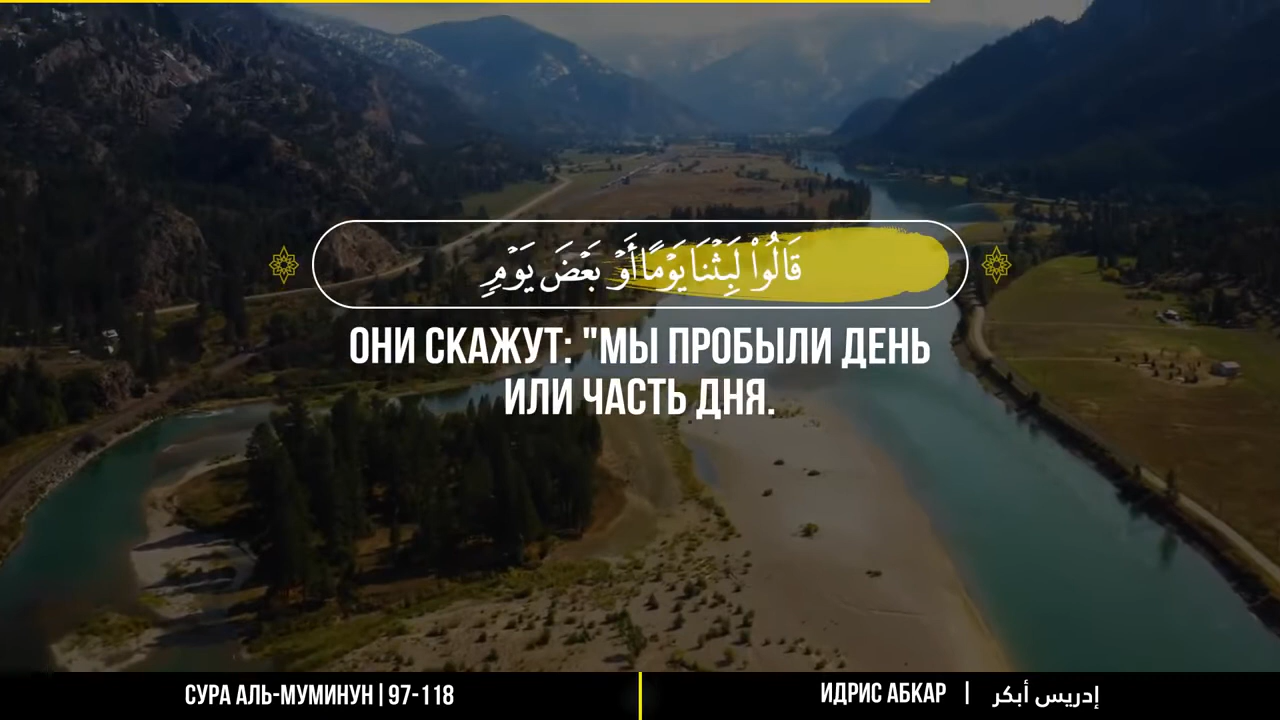 قَالُوا۟ لَبِثْنَا يَوْمًا أَوْ بَعْضَ يَوْمٍ
ОНИ СКАЖУТ: "МЫ ПРОБЫЛИ ДЕНЬ
ИЛИ ЧАСТЬ ДНЯ.
СУРА АЛЬ-МУМИНУН | 97-118
ИДРИС АБКАР | إدريس أبكر